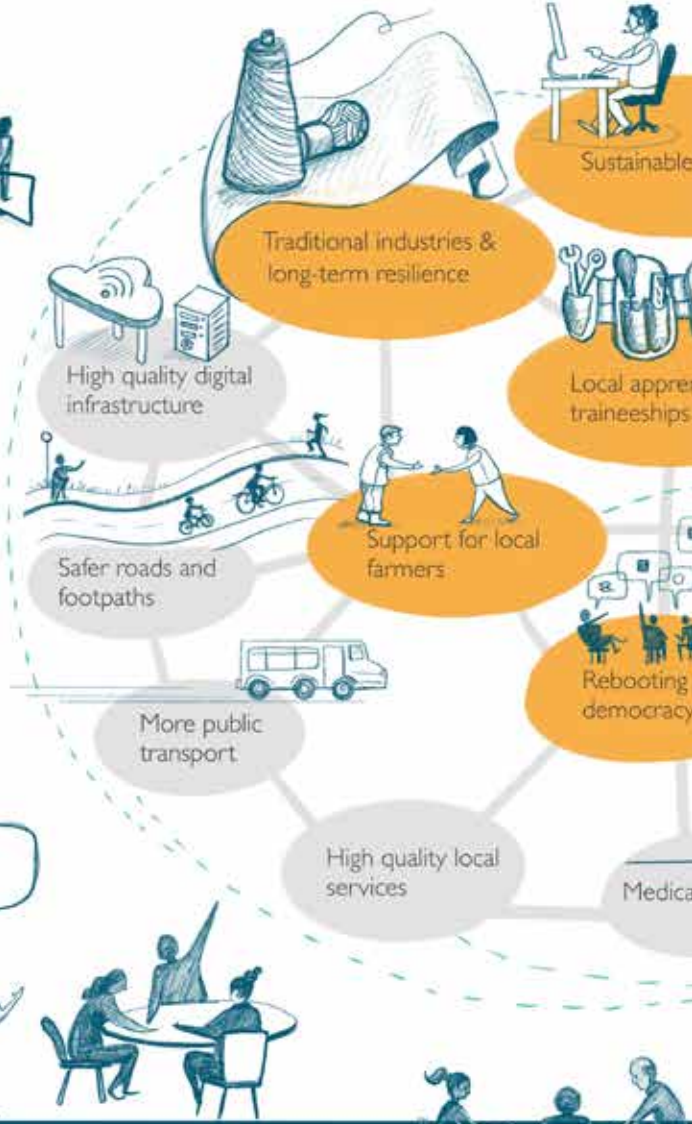 Sustainable
Traditional industries &
long-term resilience
High quality digital
infrastructure
Local appren
traineeships
Support for local
farmers
Safer roads and
footpaths
Rebooting
democracy
More public
transport
High quality local
services
Medica